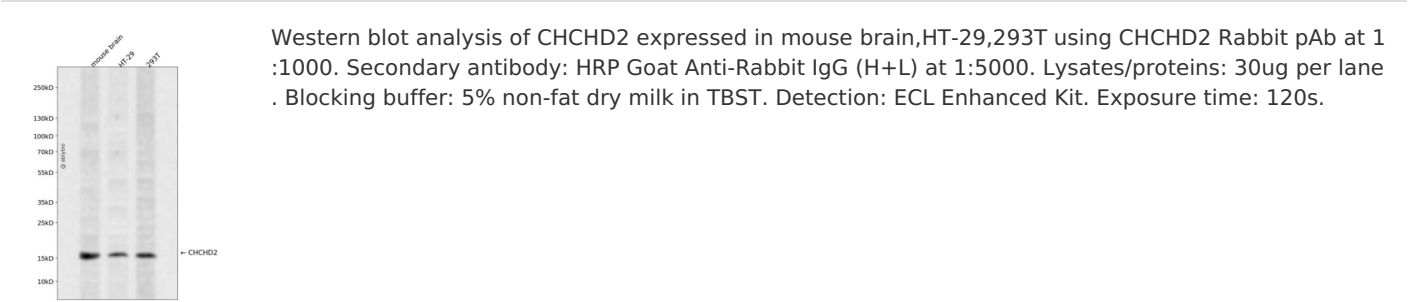 mouse brain
HT-29
293T
250kD
130kD
100kD
70kD
55kD
35kD
25kD
15kD
10kD
@ abybio
← CHCHD2
Western blot analysis of CHCHD2 expressed in mouse brain,HT-29,293T using CHCHD2 Rabbit pAb at 1
:1000. Secondary antibody: HRP Goat Anti-Rabbit IgG (H+L) at 1:5000. Lysates/proteins: 30ug per lane
. Blocking buffer: 5% non-fat dry milk in TBST. Detection: ECL Enhanced Kit. Exposure time: 120s.